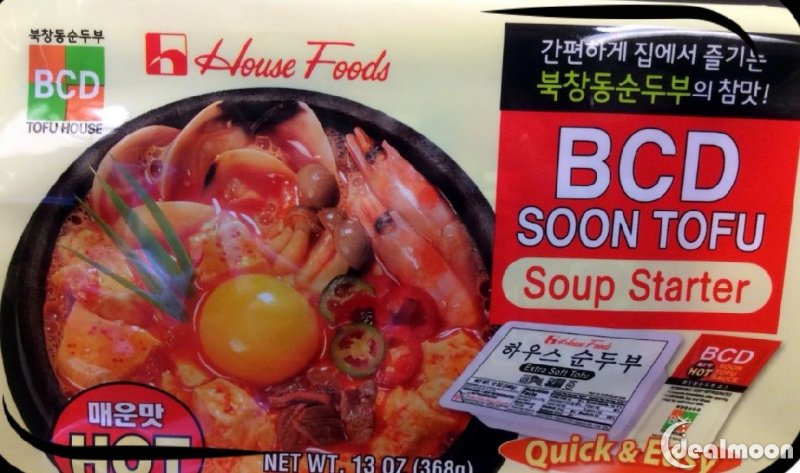 북창동순두부
BCD
TOFU HOUSE
House Foods
간편하게 집에서 즐기는
북창동순두부의 참맛!
BCD
SOON TOFU
Soup Starter
House Foods
하우스 순두부
Extra Soft Tofu
BCD
SOON
TOFU
HOT
매운맛
HOT
NET WT. 13 OZ (368g)
Quick & Easy
dealmoon